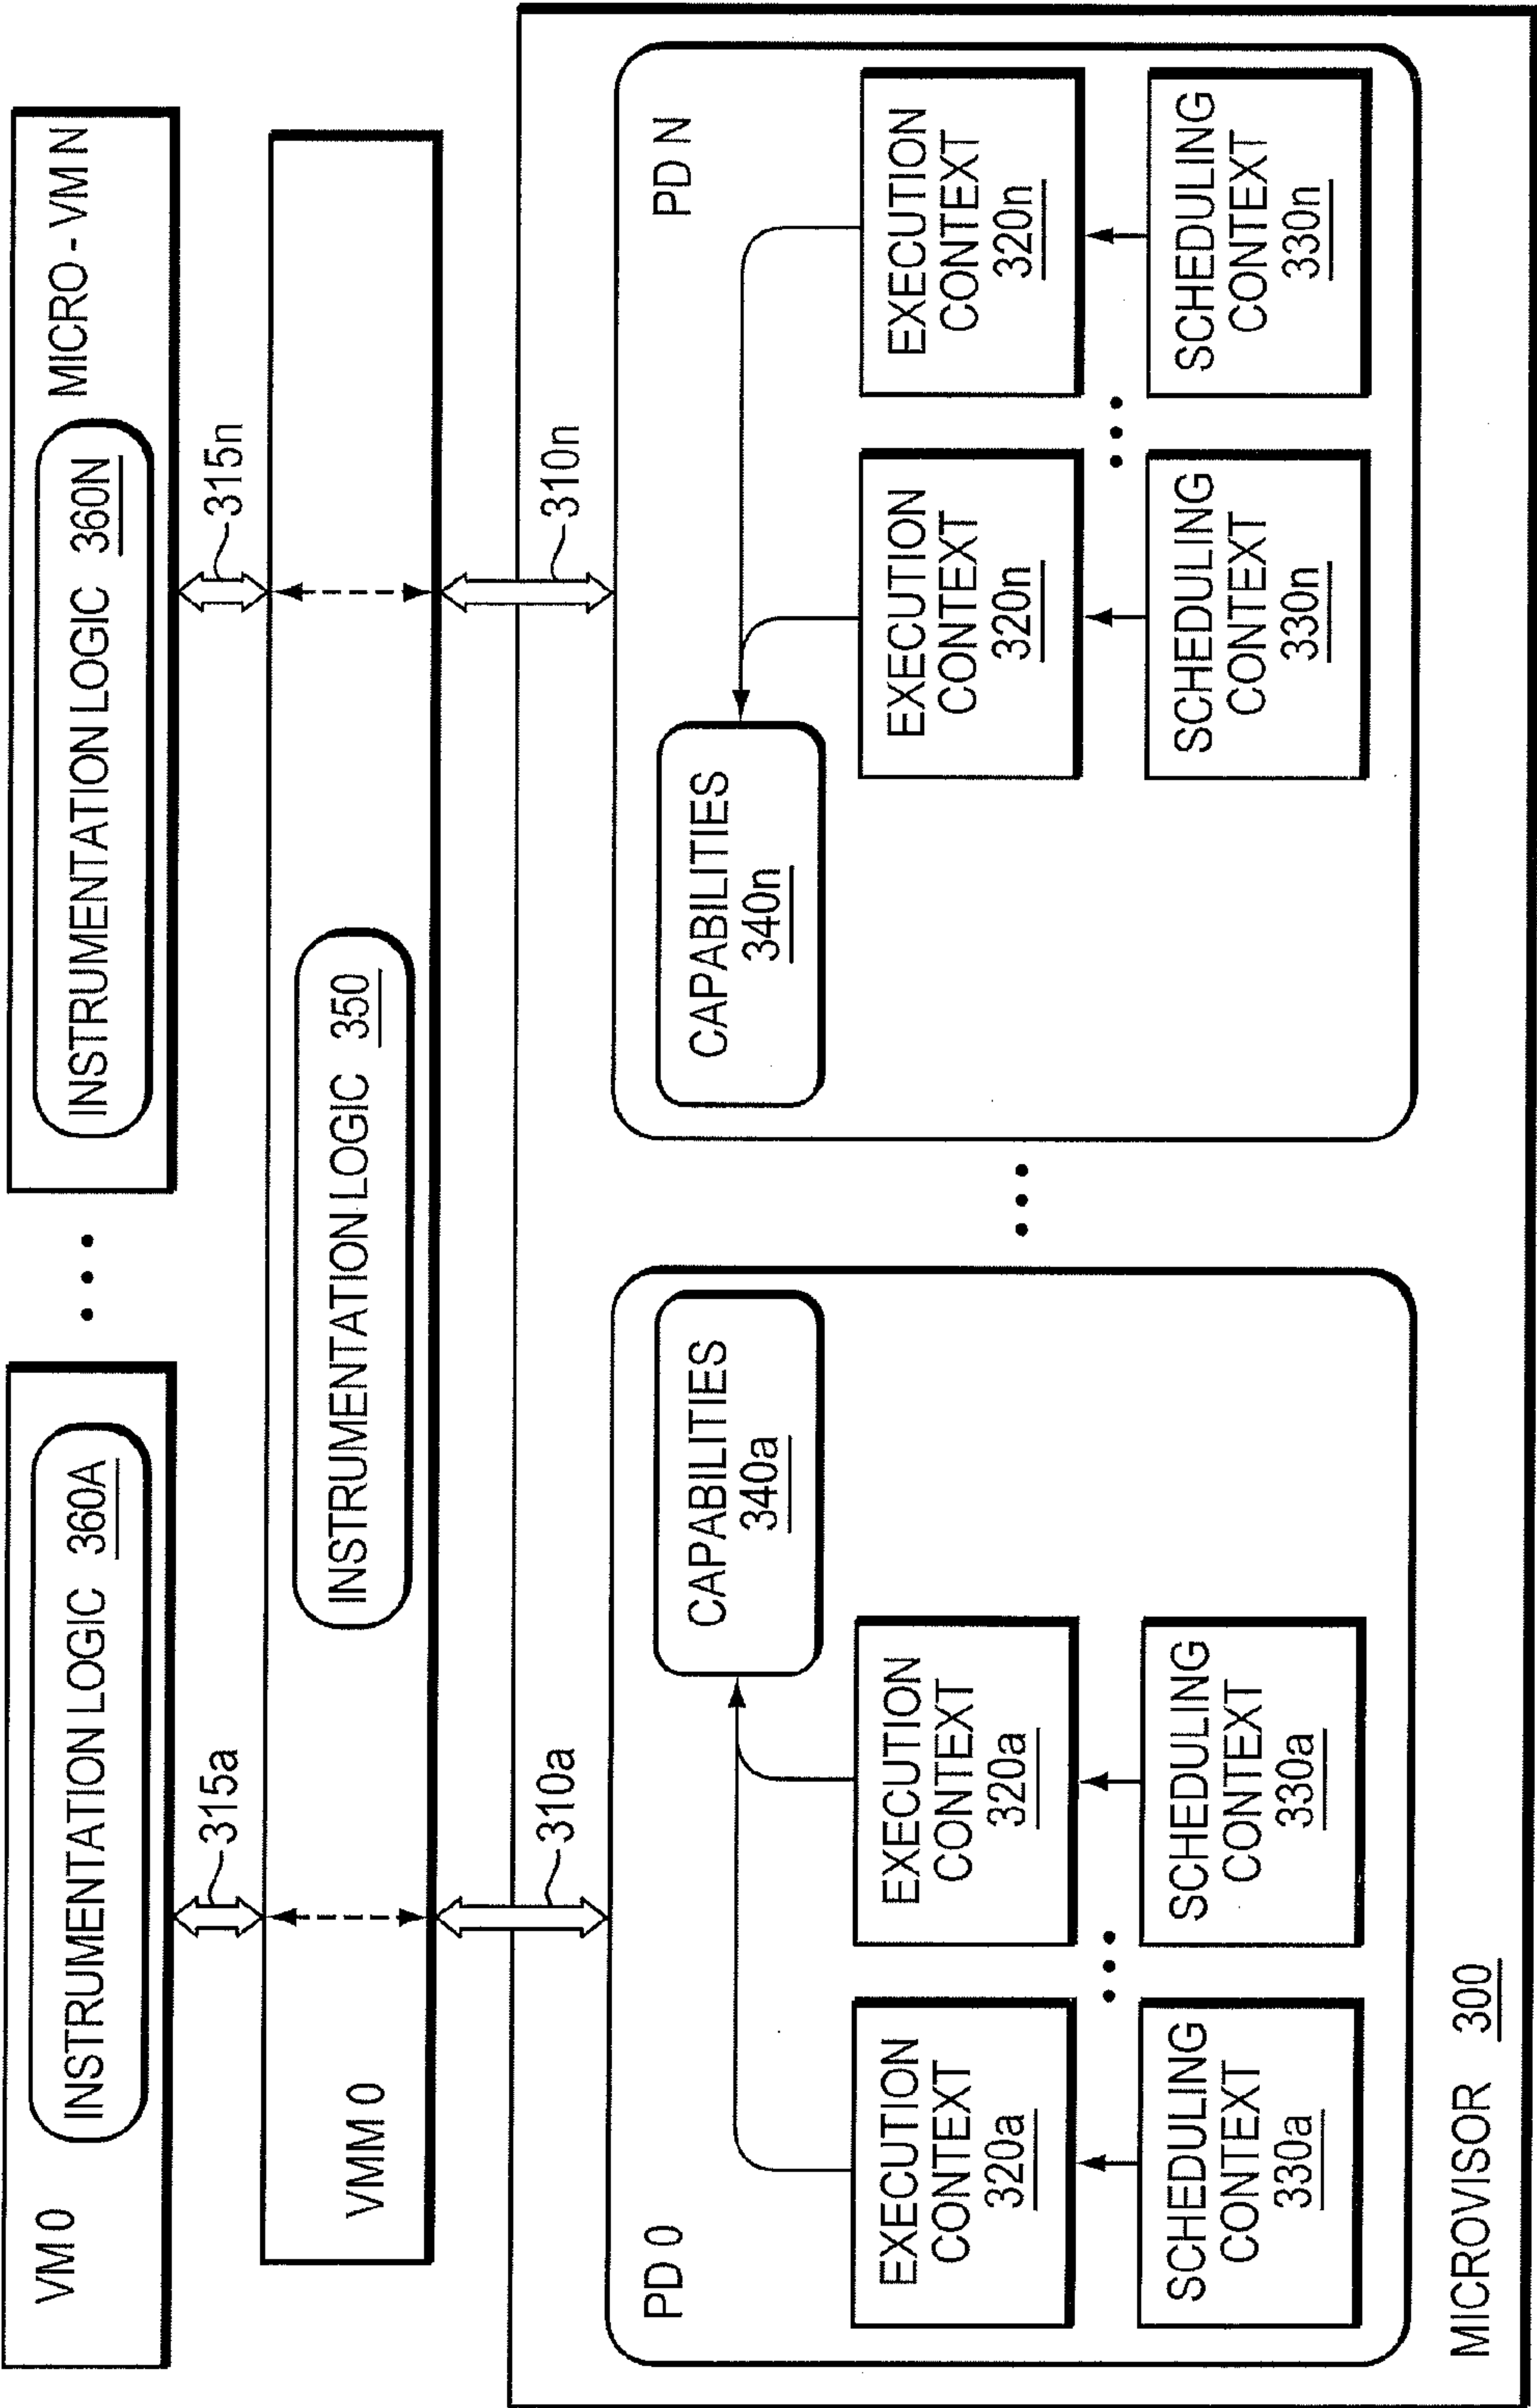 VM 0
INSTRUMENTATION LOGIC 360A
MICRO - VM N
INSTRUMENTATION LOGIC 360N
315a
315n
VMM 0
INSTRUMENTATION LOGIC 350
310a
310n
PD 0
CAPABILITIES
340a
EXECUTION
CONTEXT
320a
EXECUTION
CONTEXT
320a
SCHEDULING
CONTEXT
330a
SCHEDULING
CONTEXT
330a
PD N
CAPABILITIES
340n
EXECUTION
CONTEXT
320n
EXECUTION
CONTEXT
320n
SCHEDULING
CONTEXT
330n
SCHEDULING
CONTEXT
330n
MICROVISOR 300